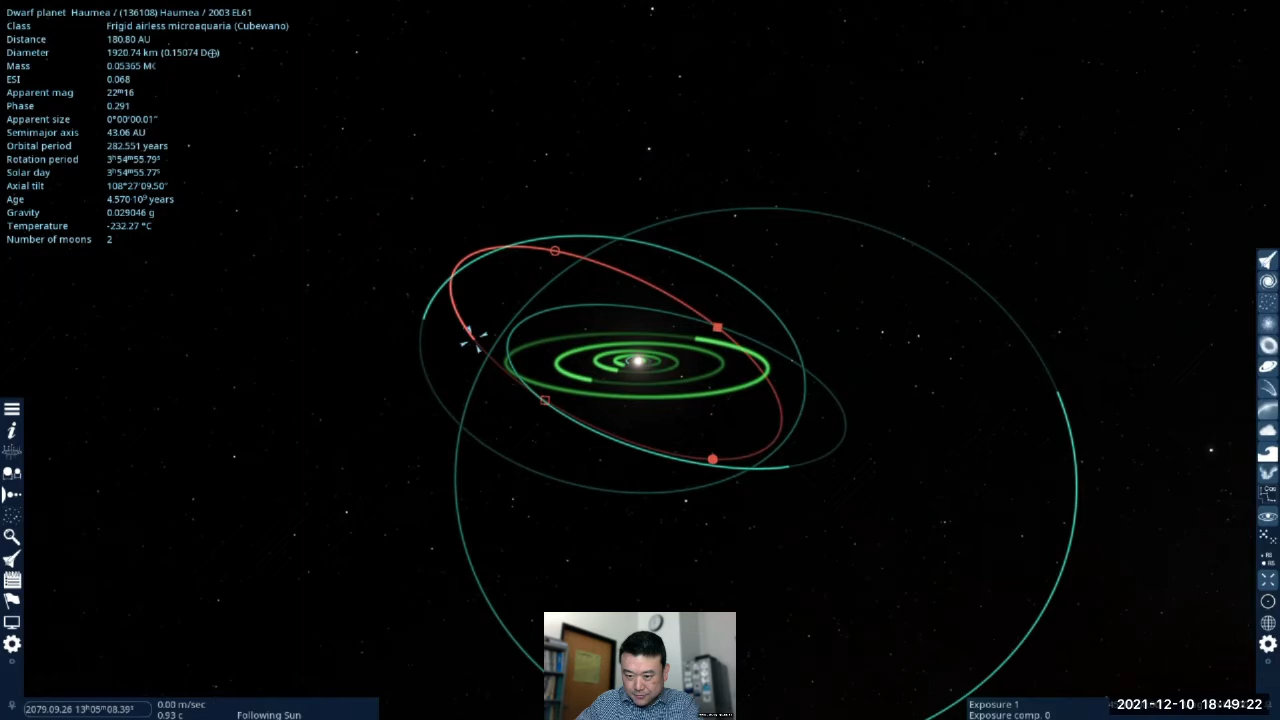 Dwarf planet Haumea / (136108) Haumea / 2003 EL61
Class Frigid airless microaquaria (Cubewano)
Distance 180.80 AU
Diameter 1920.74 km (0.15074 D⊕)
Mass 0.05365 M☾
ESI 0.068
Apparent mag 22ᵐ16
Phase 0.291
Apparent size 0°00′00.01″
Semimajor axis 43.06 AU
Orbital period 282.551 years
Rotation period 3ʰ54ᵐ55.79ˢ
Solar day 3ʰ54ᵐ55.77ˢ
Axial tilt 108°27′09.50″
Age 4.570·10⁹ years
Gravity 0.029046 g
Temperature -232.27 °C
Number of moons 2
2079.09.26 13ʰ05ᵐ08.39ˢ
0.00 m/sec
0.93 c
Following Sun
Exposure 1
Exposure comp. 0
2021-12-10 18:49:22